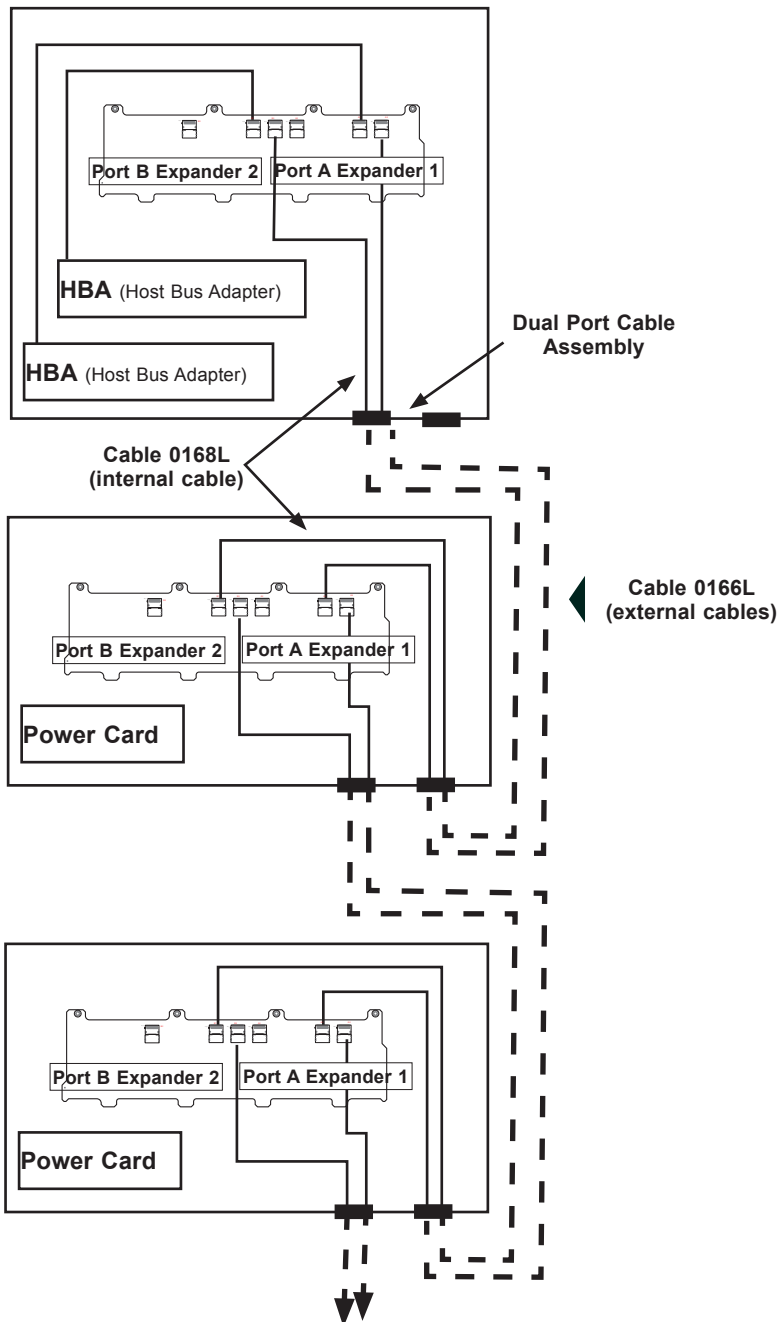 Port B Expander 2
Port A Expander 1
HBA (Host Bus Adapter)
HBA (Host Bus Adapter)
Dual Port Cable
Assembly
Cable 0168L
(internal cable)
Port B Expander 2
Port A Expander 1
Power Card
Cable 0166L
(external cables)
Port B Expander 2
Port A Expander 1
Power Card